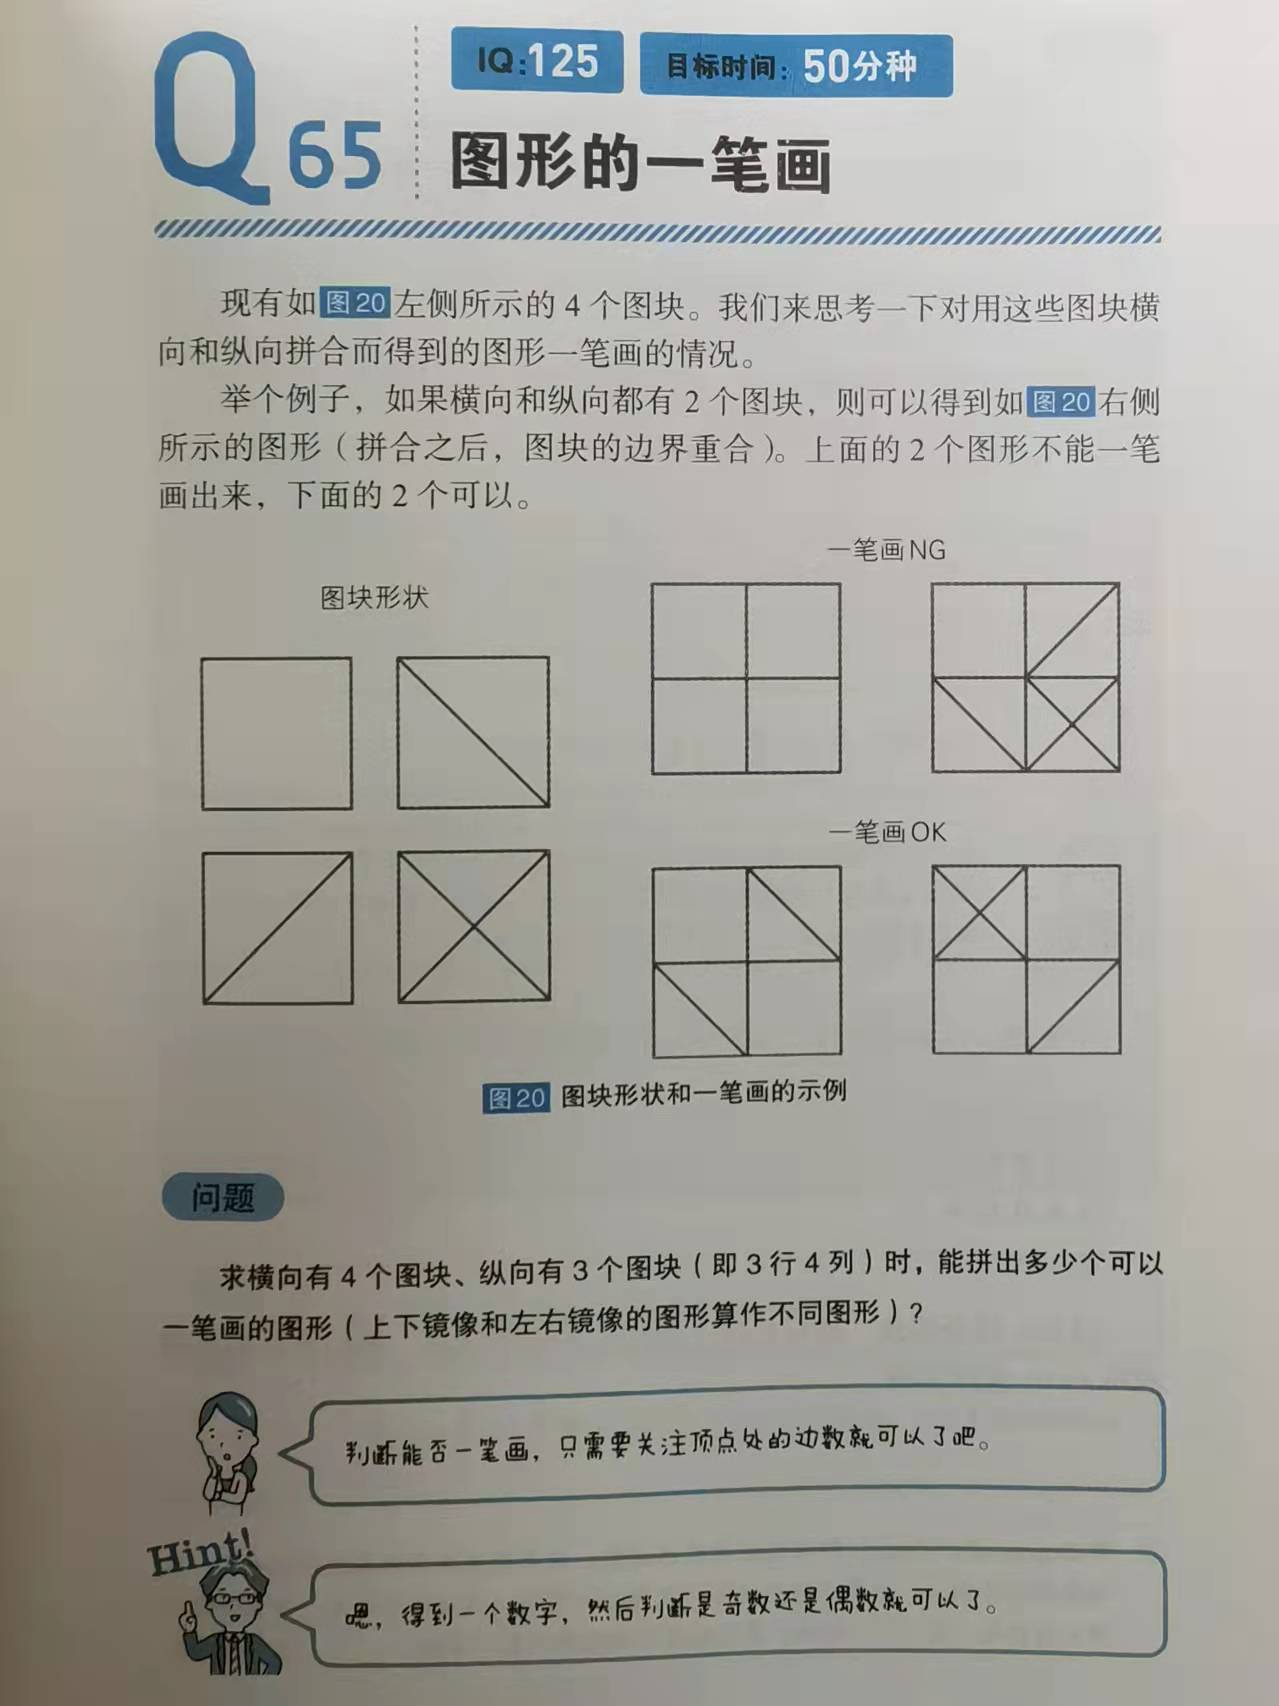 Q65
IQ:125
目标时间:50分种
图形的一笔画
现有如图20左侧所示的4个图块。我们来思考一下对用这些图块横
向和纵向拼合而得到的图形一笔画的情况。
举个例子,如果横向和纵向都有2个图块,则可以得到如图20右侧
所示的图形(拼合之后,图块的边界重合)。上面的2个图形不能一笔
画出来,下面的2个可以。
一笔画NG
图块形状
一笔画OK
图20 图块形状和一笔画的示例
问题
求横向有4个图块、纵向有3个图块(即3行4列)时,能拼出多少个可以
一笔画的图形(上下镜像和左右镜像的图形算作不同图形)?
判断能否一笔画,只需要关注顶点处的边数就可以了吧。
Hint!
嗯,得到一个数字,然后判断是奇数还是偶数就可以了。